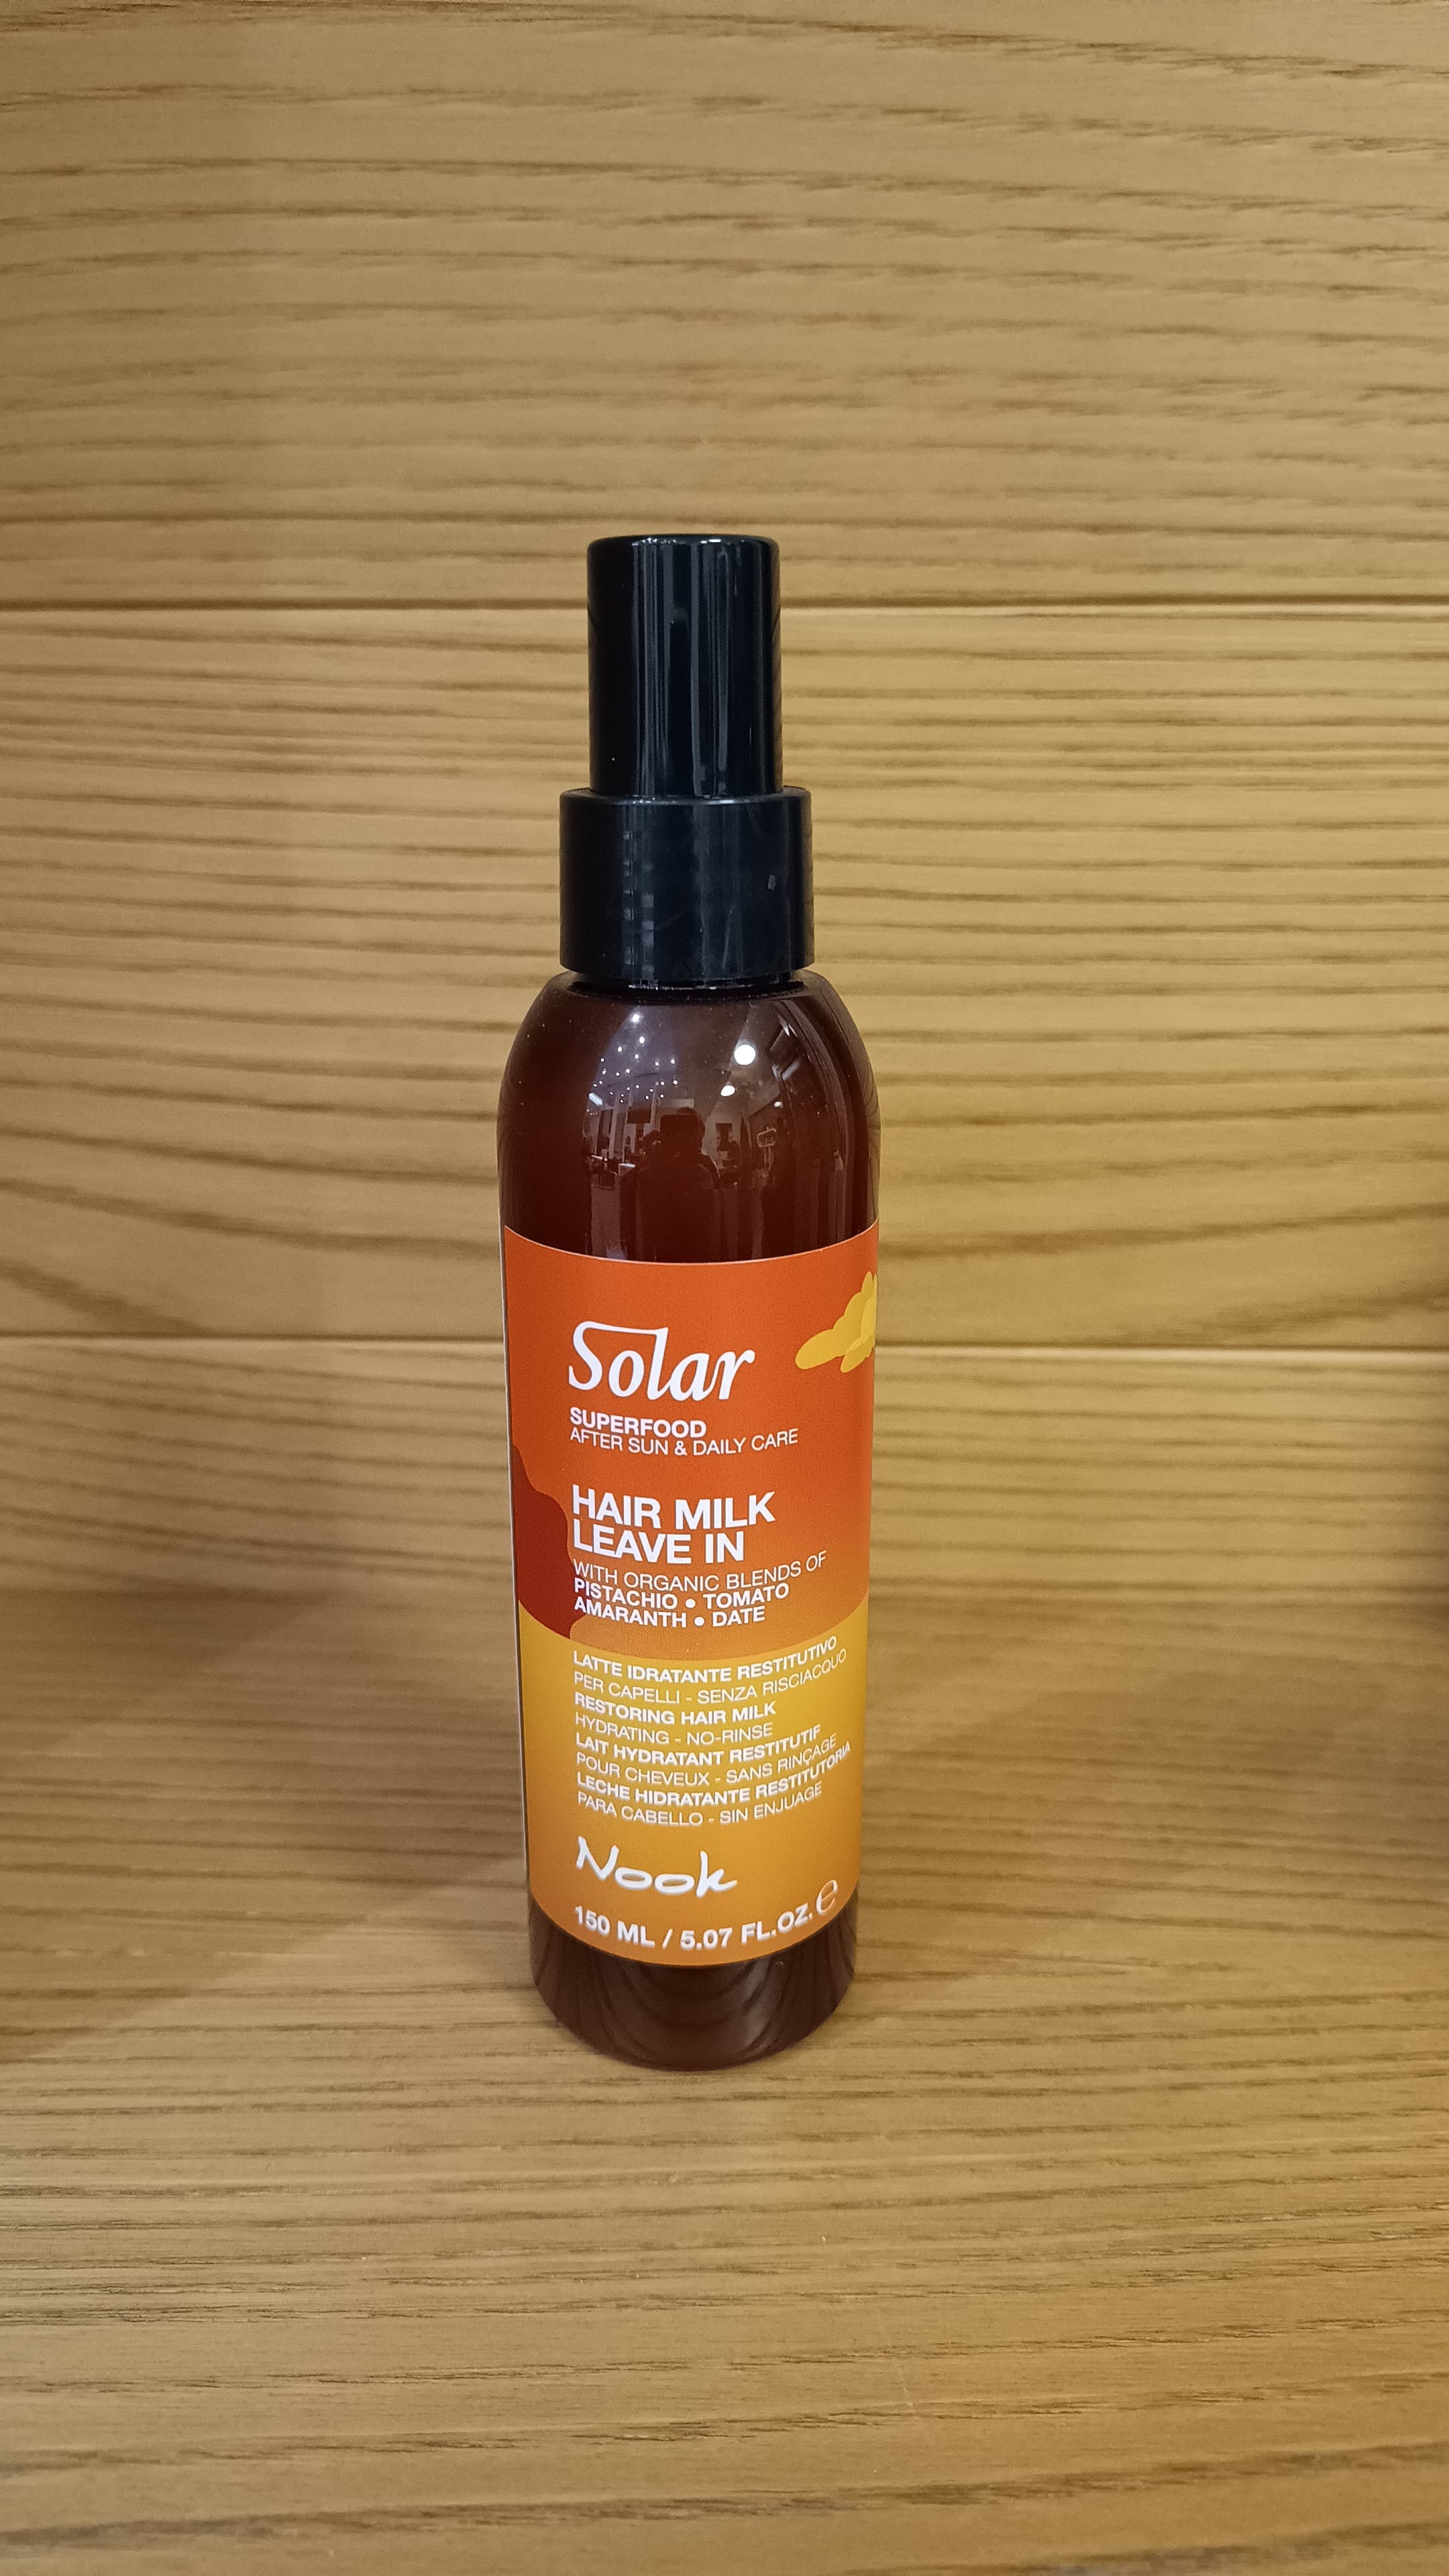 Solar
SUPERFOOD
AFTER SUN & DAILY CARE
HAIR MILK
LEAVE IN
WITH ORGANIC BLENDS OF
PISTACHIO • TOMATO
AMARANTH • DATE
LATTE IDRATANTE RESTITUTIVO
PER CAPELLI - SENZA RISCIACQUO
RESTORING HAIR MILK
HYDRATING - NO-RINSE
LAIT HYDRATANT RESTITUTIF
POUR CHEVEUX - SANS RINÇAGE
LECHE HIDRATANTE RESTITUTORIA
PARA CABELLO - SIN ENJUAGE
Nook
150 ML / 5.07 FL.OZ. ℮